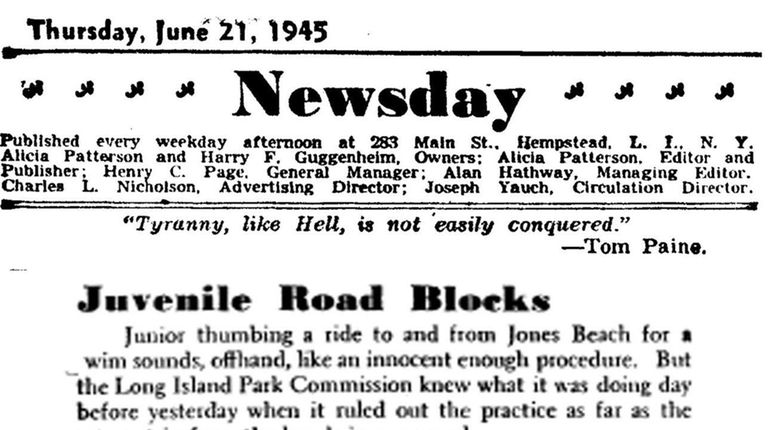 Thursday, June 21, 1945
Newsday
Published every weekday afternoon at 283 Main St., Hempstead, L. I., N. Y.
Alicia Patterson and Harry F. Guggenheim, Owners; Alicia Patterson, Editor and
Publisher; Henry C. Page, General Manager; Alan Hathway, Managing Editor.
Charles L. Nicholson, Advertising Director; Joseph Yauch, Circulation Director.
"Tyranny, like Hell, is not easily conquered."
—Tom Paine.
Juvenile Road Blocks
Junior thumbing a ride to and from Jones Beach for a
wim sounds, offhand, like an innocent enough procedure. But
the Long Island Park Commission knew what it was doing day
before yesterday when it ruled out the practice as far as the